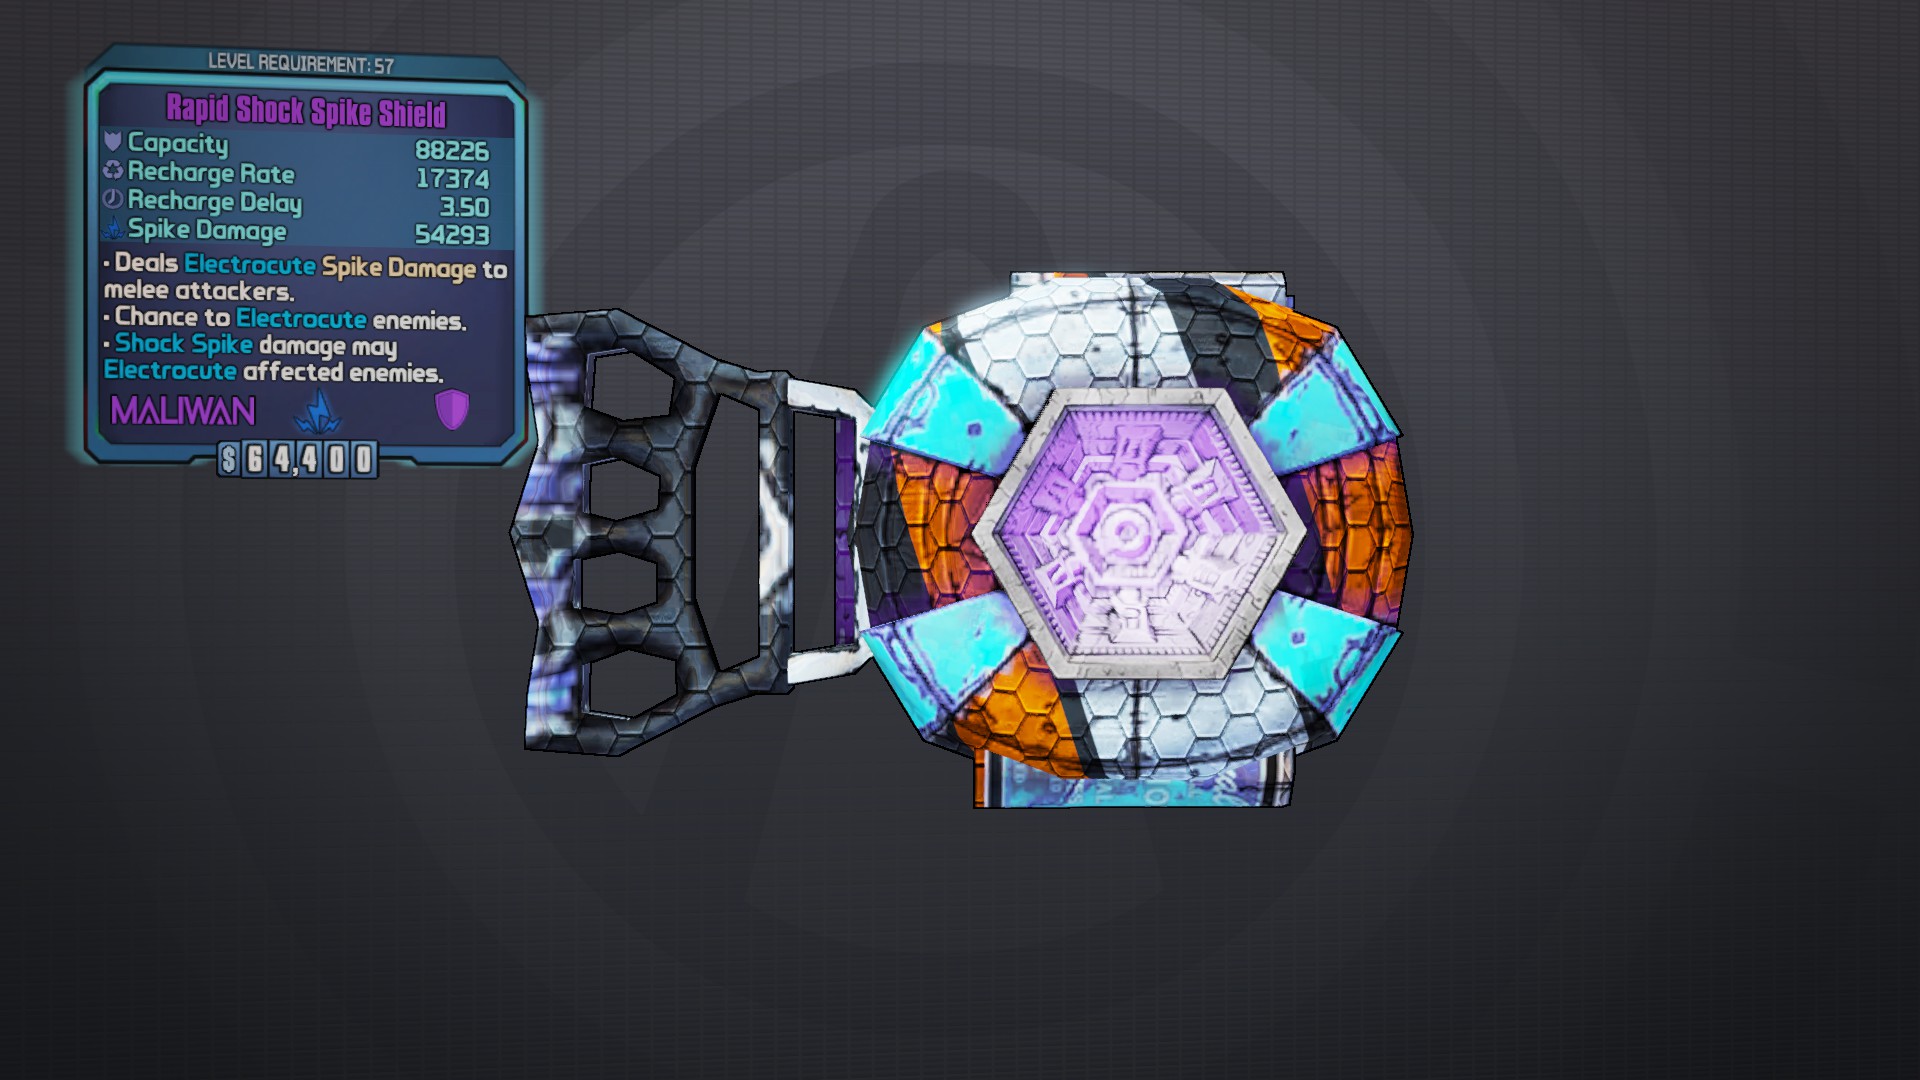 LEVEL REQUIREMENT: 57
Rapid Shock Spike Shield
Capacity 88226
Recharge Rate 17374
Recharge Delay 3.50
Spike Damage 54293
• Deals Electrocute Spike Damage to
melee attackers.
• Chance to Electrocute enemies.
• Shock Spike damage may
Electrocute affected enemies.
MALIWAN
$64,400